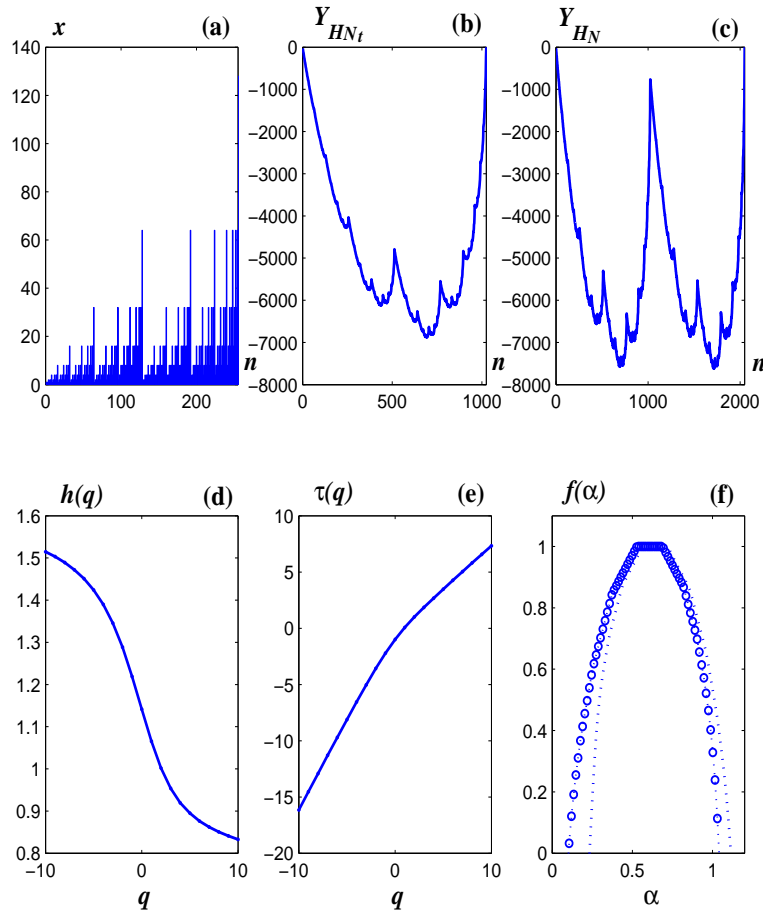 x (a)
140
120
100
80
60
40
20
0
0 100 200
n
Y_{HN_t} (b)
0
−1000
−2000
−3000
−4000
−5000
−6000
−7000
−8000
0 500 1000
n
Y_{H_N} (c)
0
−1000
−2000
−3000
−4000
−5000
−6000
−7000
−8000
0 1000 2000
n
h(q) (d)
1.6
1.5
1.4
1.3
1.2
1.1
1
0.9
0.8
−10 0 10
q
τ(q) (e)
10
5
0
−5
−10
−15
−20
−10 0 10
q
f(α) (f)
1
0.8
0.6
0.4
0.2
0
0 0.5 1
α